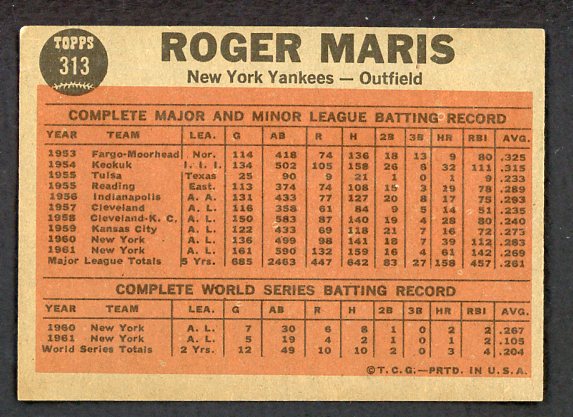 TOPPS
313
ROGER MARIS
New York Yankees — Outfield
COMPLETE MAJOR AND MINOR LEAGUE BATTING RECORD
YEAR TEAM LEA. G AB R H 2B 3B HR RBI AVG.
1953 Fargo-Moorhead Nor. 114 418 74 136 18 13 9 80 .325
1954 Keokuk I. I. I. 134 502 105 158 26 6 32 111 .315
1955 Tulsa Texas 25 90 9 21 1 0 1 9 .233
1955 Reading East. 113 374 74 108 15 3 19 78 .289
1956 Indianapolis A. A. 131 433 77 127 20 8 17 75 .293
1957 Cleveland A. L. 116 358 61 84 9 5 14 51 .235
1958 Cleveland-K. C. A. L. 150 583 87 140 19 4 28 80 .240
1959 Kansas City A. L. 122 433 69 118 21 7 16 72 .273
1960 New York A. L. 136 499 98 141 18 7 39 112 .283
1961 New York A. L. 161 590 132 159 16 4 61 142 .269
Major League Totals 5 Yrs. 685 2463 447 642 83 27 158 457 .261
COMPLETE WORLD SERIES BATTING RECORD
YEAR TEAM LEA. G AB R H 2B 3B HR RBI AVG.
1960 New York A. L. 7 30 6 8 1 0 2 2 .267
1961 New York A. L. 5 19 4 2 1 0 1 2 .105
World Series Totals 2 Yrs. 12 49 10 10 2 0 3 4 .204
© T. C. G.—PRTD. IN U. S. A.